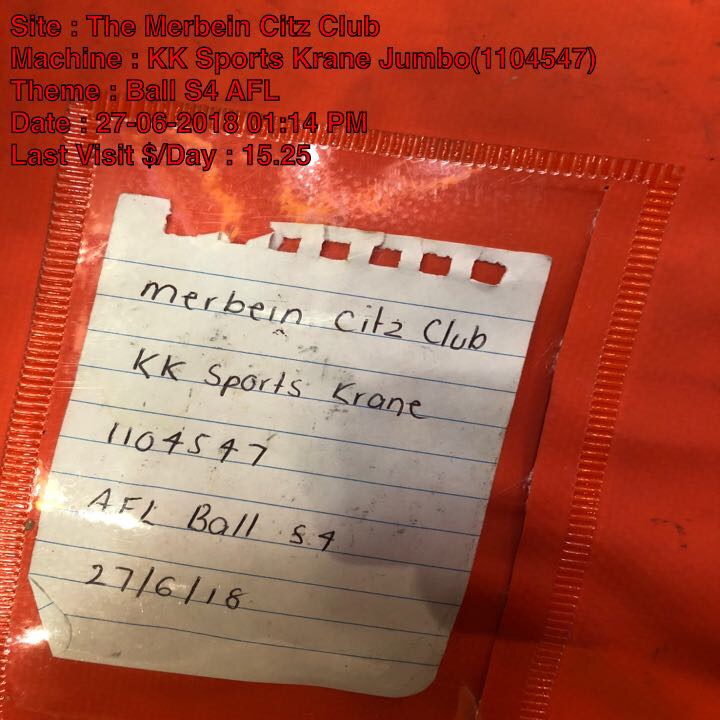 Site : The Merbein Citz Club
Machine : KK Sports Krane Jumbo(1104547)
Theme : Ball S4 AFL
Date : 27-06-2018 01:14 PM
Last Visit $/Day : 15.25
merbein Citz Club
KK Sports Krane
1104547
AFL Ball S4
27/6/18